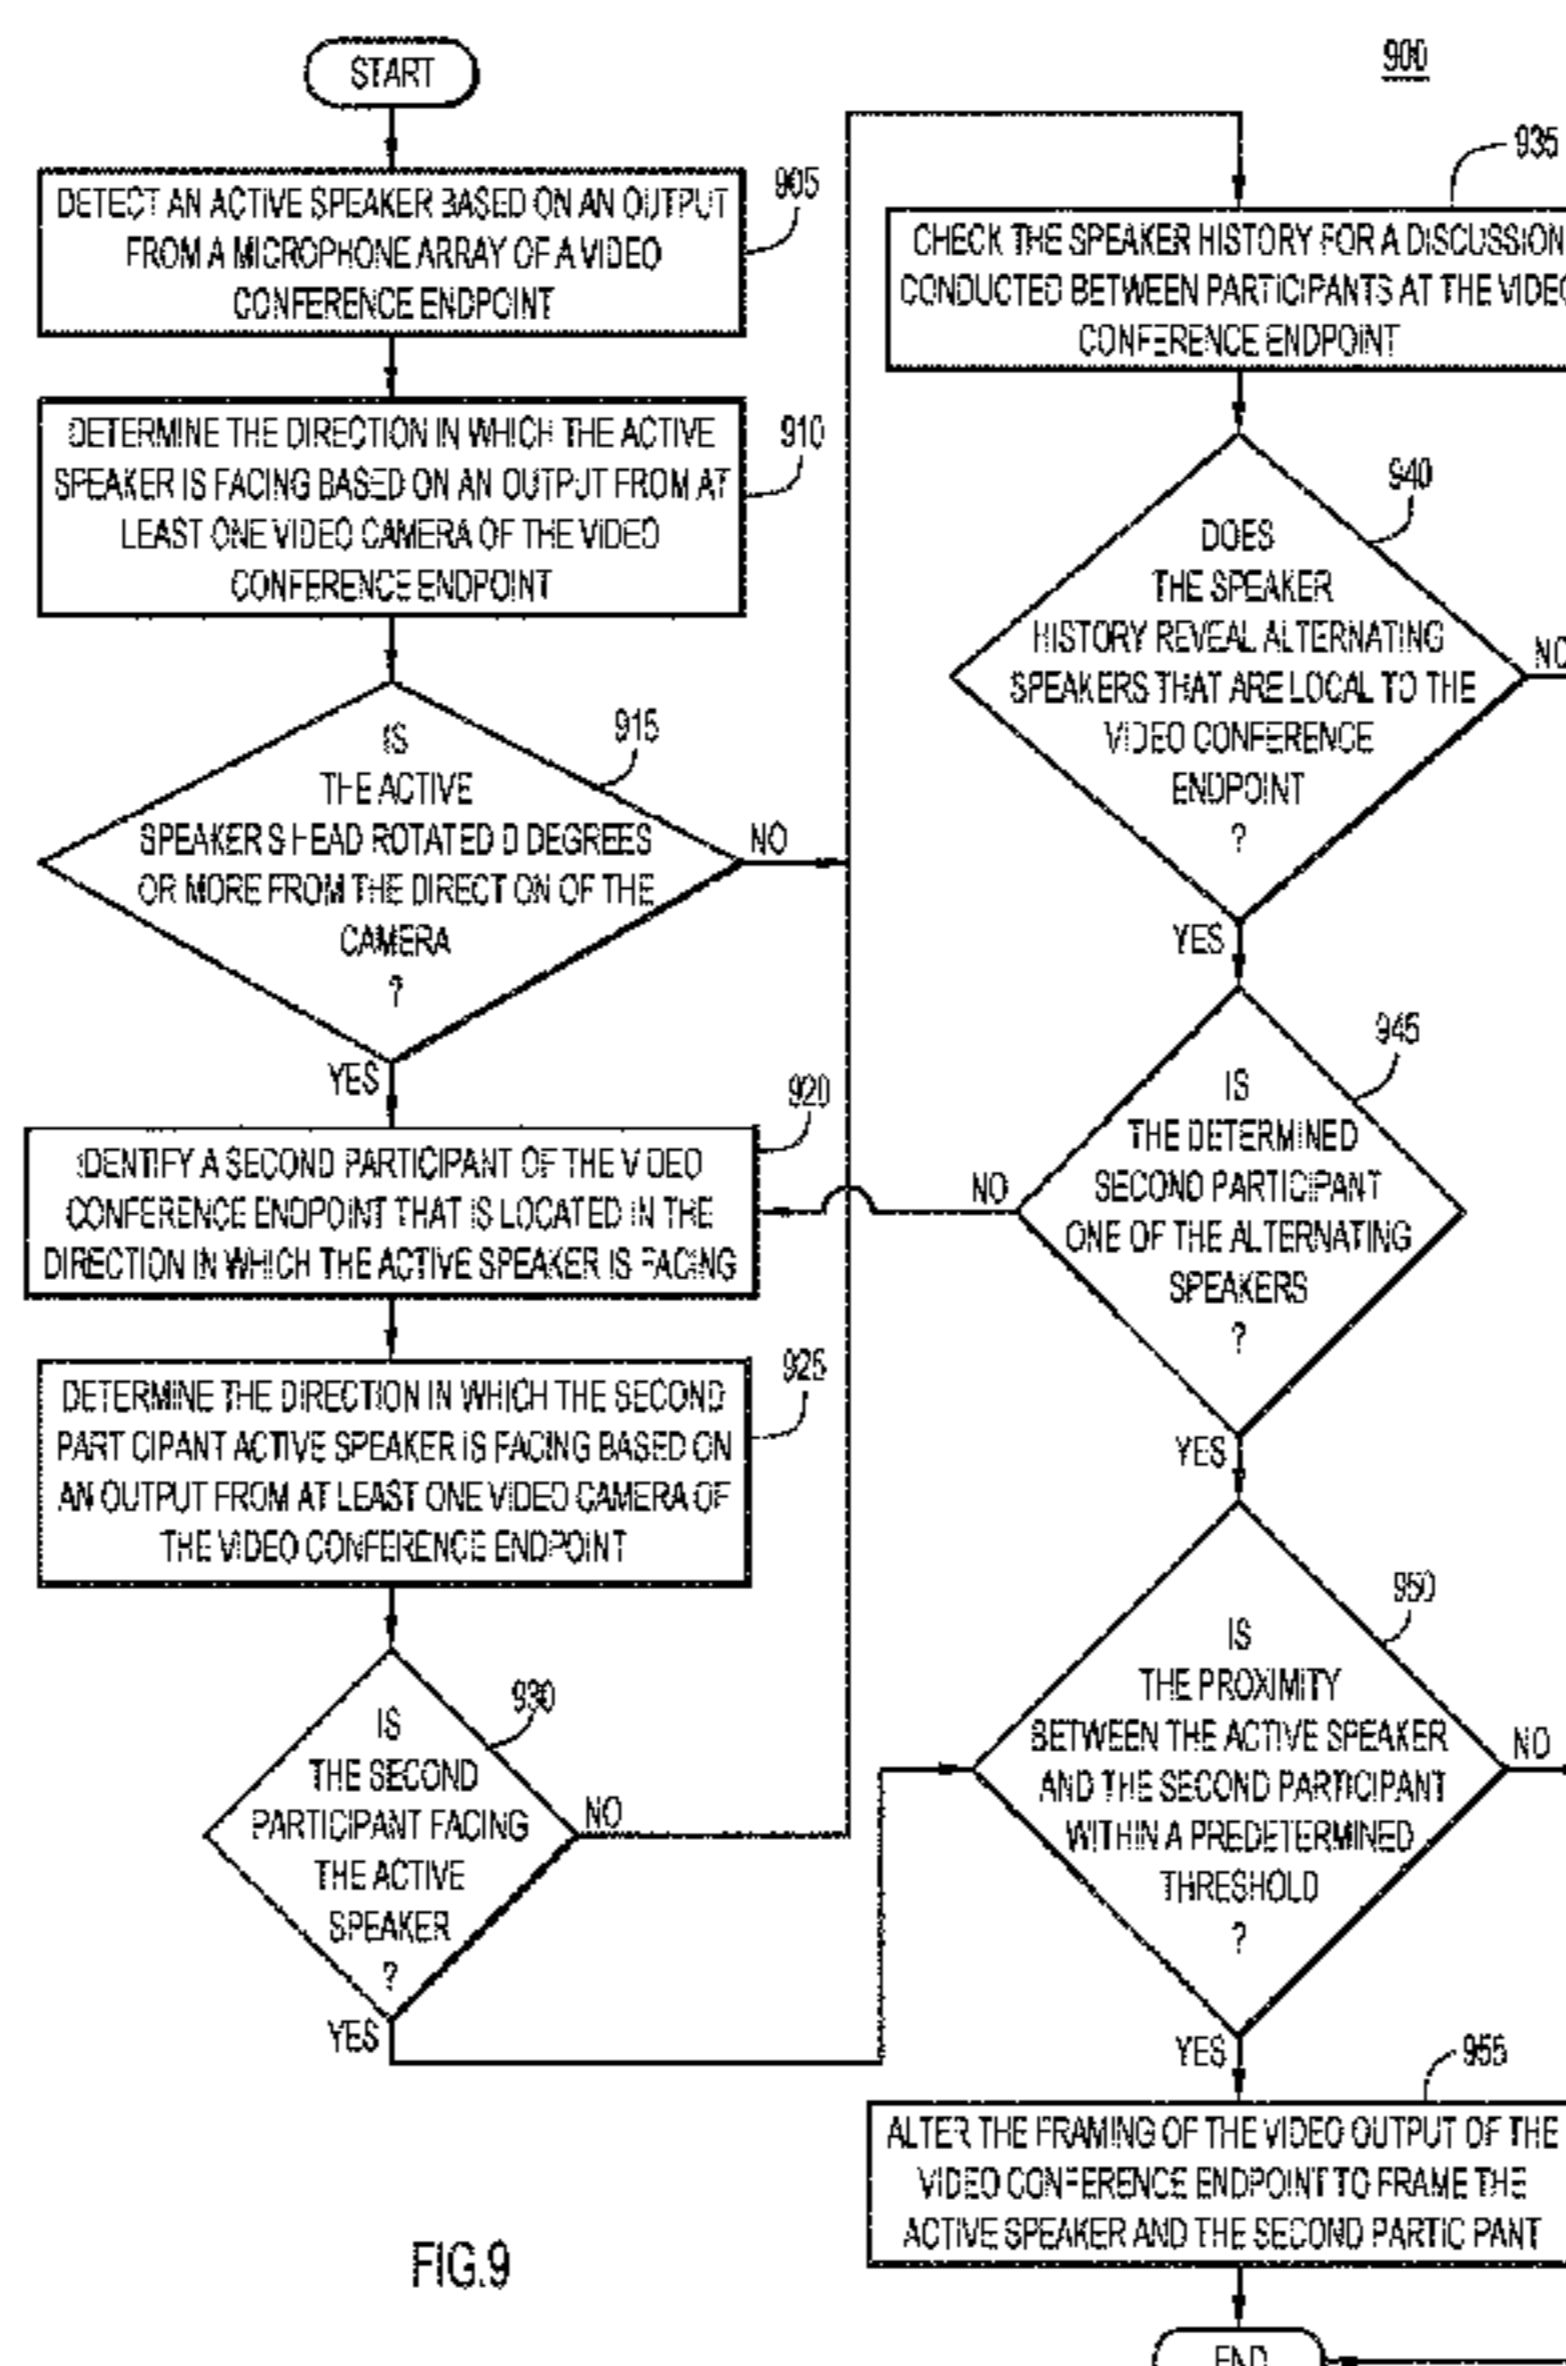 START
DETECT AN ACTIVE SPEAKER BASED ON AN OUTPUT
FROM A MICROPHONE ARRAY OF A VIDEO
CONFERENCE ENDPOINT
905
DETERMINE THE DIRECTION IN WHICH THE ACTIVE
SPEAKER IS FACING BASED ON AN OUTPUT FROM AT
LEAST ONE VIDEO CAMERA OF THE VIDEO
CONFERENCE ENDPOINT
910
IS
THE ACTIVE
SPEAKER'S HEAD ROTATED D DEGREES
OR MORE FROM THE DIRECTION OF THE
CAMERA
?
915
NO
YES
IDENTIFY A SECOND PARTICIPANT OF THE VIDEO
CONFERENCE ENDPOINT THAT IS LOCATED IN THE
DIRECTION IN WHICH THE ACTIVE SPEAKER IS FACING
920
DETERMINE THE DIRECTION IN WHICH THE SECOND
PARTICIPANT ACTIVE SPEAKER IS FACING BASED ON
AN OUTPUT FROM AT LEAST ONE VIDEO CAMERA OF
THE VIDEO CONFERENCE ENDPOINT
925
IS
THE SECOND
PARTICIPANT FACING
THE ACTIVE
SPEAKER
?
930
NO
YES
FIG.9
900
935
CHECK THE SPEAKER HISTORY FOR A DISCUSSION
CONDUCTED BETWEEN PARTICIPANTS AT THE VIDEO
CONFERENCE ENDPOINT
DOES
THE SPEAKER
HISTORY REVEAL ALTERNATING
SPEAKERS THAT ARE LOCAL TO THE
VIDEO CONFERENCE
ENDPOINT
?
940
NO
YES
IS
THE DETERMINED
SECOND PARTICIPANT
ONE OF THE ALTERNATING
SPEAKERS
?
945
NO
YES
IS
THE PROXIMITY
BETWEEN THE ACTIVE SPEAKER
AND THE SECOND PARTICIPANT
WITHIN A PREDETERMINED
THRESHOLD
?
950
NO
YES
955
ALTER THE FRAMING OF THE VIDEO OUTPUT OF THE
VIDEO CONFERENCE ENDPOINT TO FRAME THE
ACTIVE SPEAKER AND THE SECOND PARTICIPANT
END